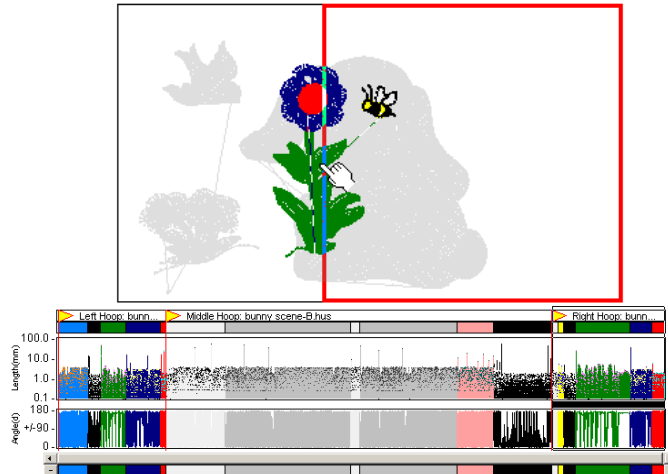 Left Hoop: bunn...
Middle Hoop: bunny scene-B.hus
Right Hoop: bunn...
Length(mm)
100.0
10.0
1.0
0.1
Angle(d)
180
+/-90
0